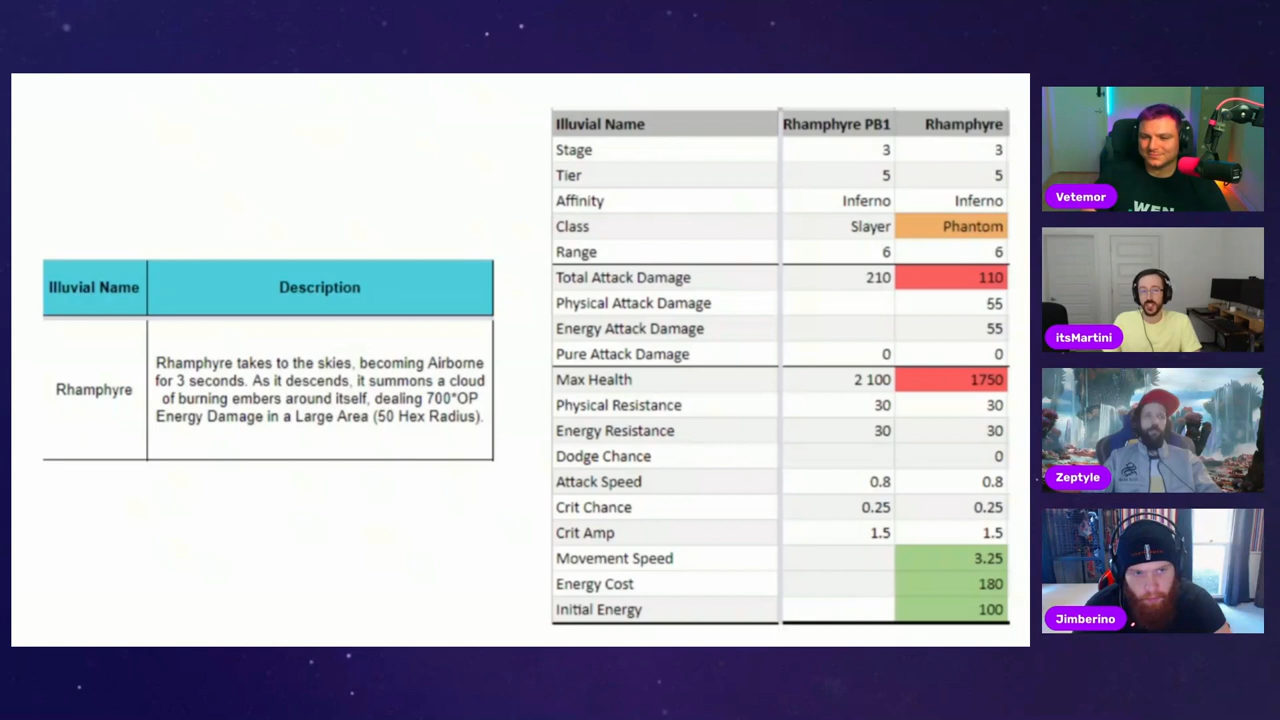 Illuvial Name Description
Rhamphyre
Rhamphyre takes to the skies, becoming Airborne
for 3 seconds. As it descends, it summons a cloud
of burning embers around itself, dealing 700*OP
Energy Damage in a Large Area (50 Hex Radius).
Illuvial Name Rhamphyre PB1 Rhamphyre
Stage 3 3
Tier 5 5
Affinity Inferno Inferno
Class Slayer Phantom
Range 6 6
Total Attack Damage 210 110
Physical Attack Damage 55
Energy Attack Damage 55
Pure Attack Damage 0 0
Max Health 2 100 1750
Physical Resistance 30 30
Energy Resistance 30 30
Dodge Chance 0
Attack Speed 0.8 0.8
Crit Chance 0.25 0.25
Crit Amp 1.5 1.5
Movement Speed 3.25
Energy Cost 180
Initial Energy 100
WEN
Vetemor
itsMartini
Zeptyle
Jimberino